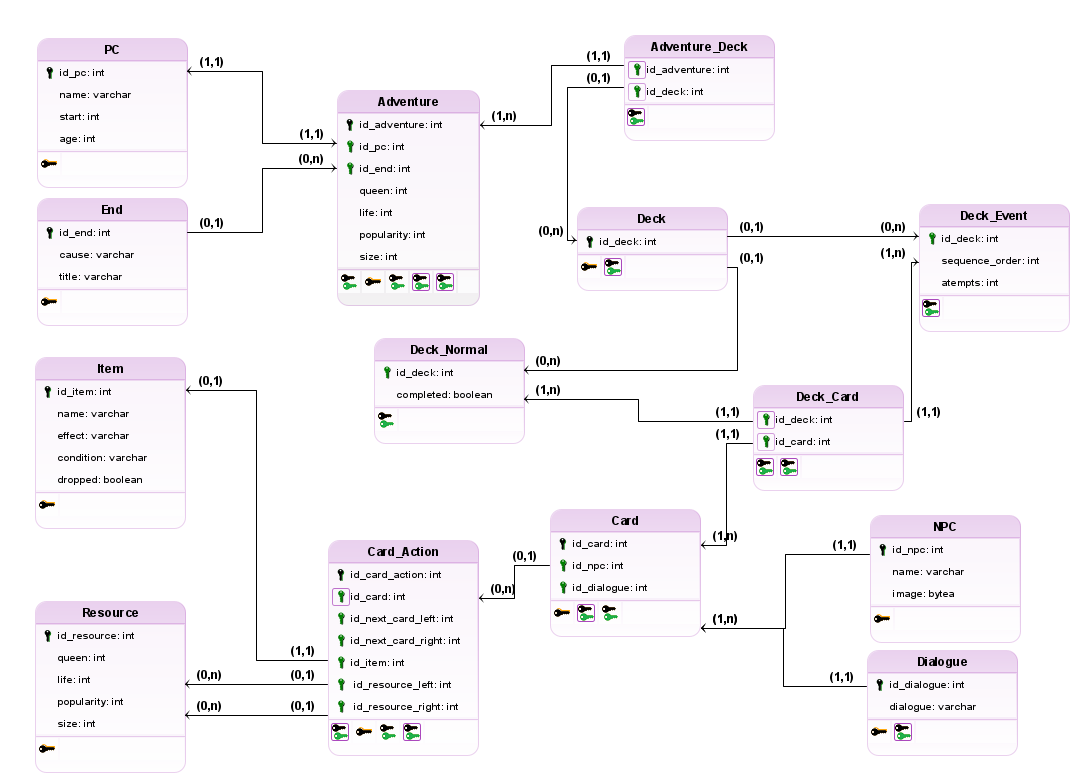 PC
id_pc: int
name: varchar
start: int
age: int
(1,1)
(1,1)
End
id_end: int
cause: varchar
title: varchar
(0,1)
(0,n)
Adventure
id_adventure: int
id_pc: int
id_end: int
queen: int
life: int
popularity: int
size: int
(1,n)
Adventure_Deck
id_adventure: int
id_deck: int
(1,1)
(0,1)
(0,n)
Deck
id_deck: int
(0,1)
(0,1)
Deck_Event
id_deck: int
sequence_order: int
atempts: int
(0,n)
(1,n)
Deck_Normal
id_deck: int
completed: boolean
(0,n)
(1,n)
Deck_Card
id_deck: int
id_card: int
(1,1)
(1,1)
(1,1)
Item
id_item: int
name: varchar
effect: varchar
condition: varchar
dropped: boolean
(0,1)
Card
id_card: int
id_npc: int
id_dialogue: int
(0,1)
(1,n)
(1,n)
NPC
id_npc: int
name: varchar
image: bytea
(1,1)
Card_Action
id_card_action: int
id_card: int
id_next_card_left: int
id_next_card_right: int
id_item: int
id_resource_left: int
id_resource_right: int
(0,n)
(1,1)
(0,1)
(0,1)
Resource
id_resource: int
queen: int
life: int
popularity: int
size: int
(0,n)
(0,n)
Dialogue
id_dialogue: int
dialogue: varchar
(1,1)